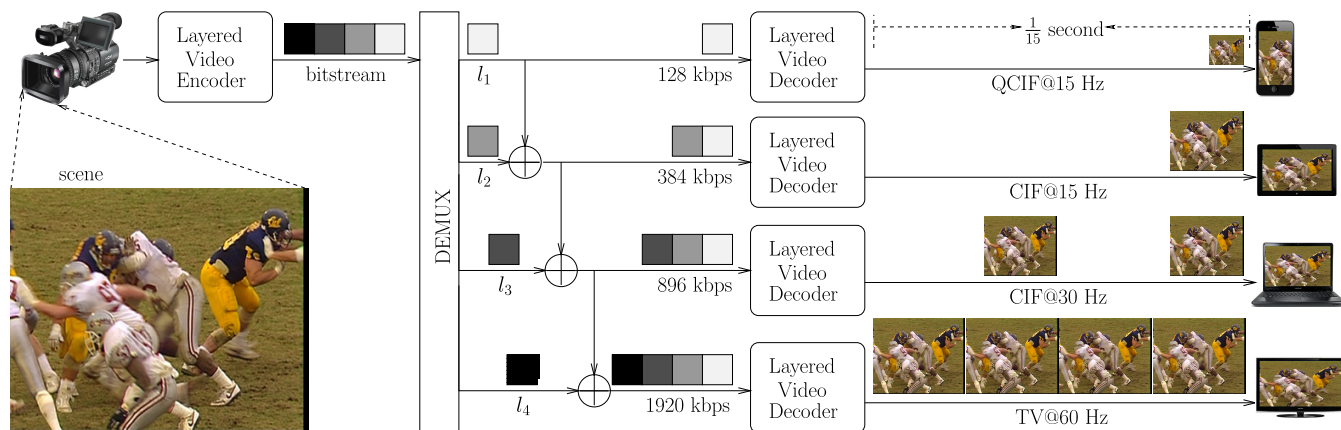 Layered
Video
Encoder
bitstream
scene
DEMUX
l₁
128 kbps
Layered
Video
Decoder
1/15 second
QCIF@15 Hz
l₂
384 kbps
Layered
Video
Decoder
CIF@15 Hz
l₃
896 kbps
Layered
Video
Decoder
CIF@30 Hz
l₄
1920 kbps
Layered
Video
Decoder
TV@60 Hz